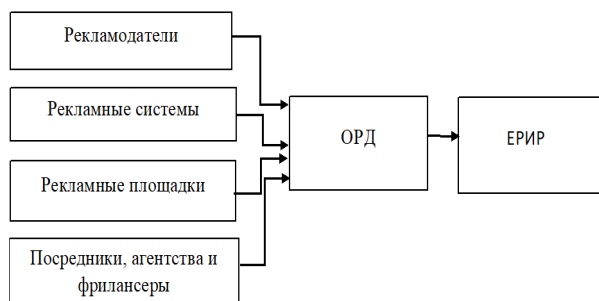 Рекламодатели
Рекламные системы
Рекламные площадки
Посредники, агентства и
фрилансеры
ОРД
ЕРИР